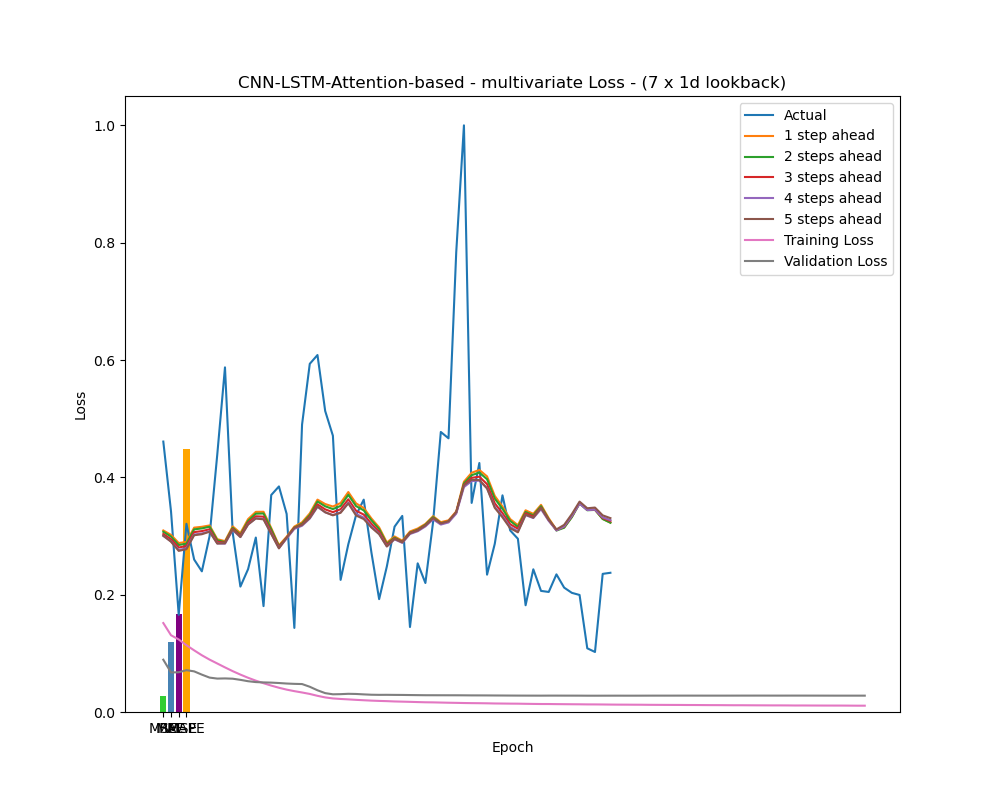 CNN-LSTM-Attention-based - multivariate Loss - (7 x 1d lookback)
1.0
0.8
0.6
0.4
0.2
0.0
Loss
Actual
1 step ahead
2 steps ahead
3 steps ahead
4 steps ahead
5 steps ahead
Training Loss
Validation Loss
Epoch